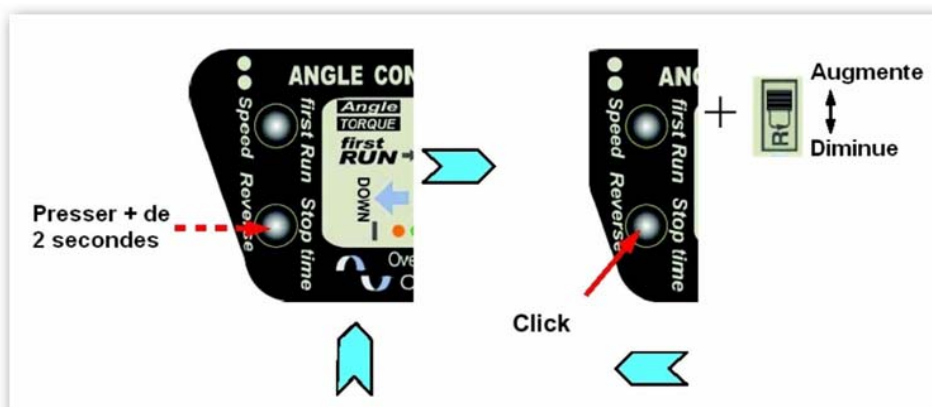 ANGLE CON
Speed
first Run
Reverse
Stop time
Angle
TORQUE
first
RUN
DOWN
Ove
Presser + de
2 secondes
Speed
first Run
Reverse
Stop time
Click
+
R
Augmente
Diminue